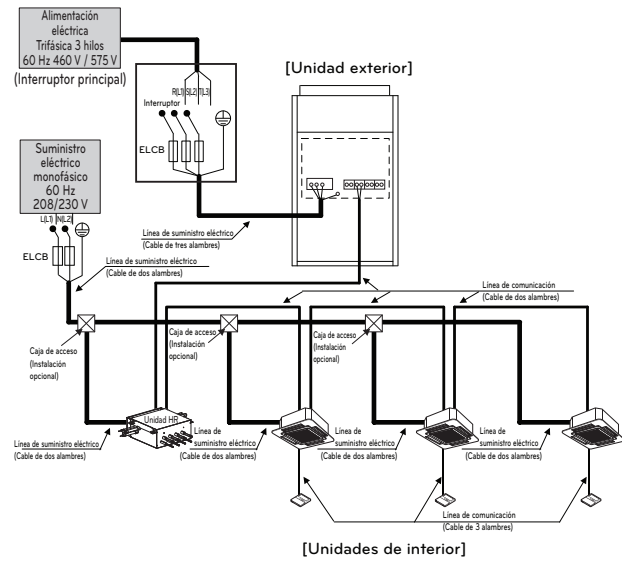 Alimentación
eléctrica
Trifásica 3 hilos
60 Hz 460 V / 575 V
(Interruptor principal)
[Unidad exterior]
R(L1) S(L2) T(L3)
Interruptor
ELCB
Suministro
eléctrico
monofásico
60 Hz
208/230 V
L(L1) N(L2)
ELCB
Línea de suministro eléctrico
(Cable de tres alambres)
Línea de suministro eléctrico
(Cable de dos alambres)
Línea de comunicación
(Cable de dos alambres)
Caja de acceso
(Instalación
opcional)
Caja de acceso
(Instalación
opcional)
Caja de acceso
(Instalación
opcional)
Unidad HR
Línea de suministro eléctrico
(Cable de dos alambres)
Línea de
suministro eléctrico
(Cable de dos alambres)
Línea de
suministro eléctrico
(Cable de dos alambres)
Línea de
suministro eléctrico
(Cable de dos alambres)
Línea de comunicación
(Cable de 3 alambres)
[Unidades de interior]